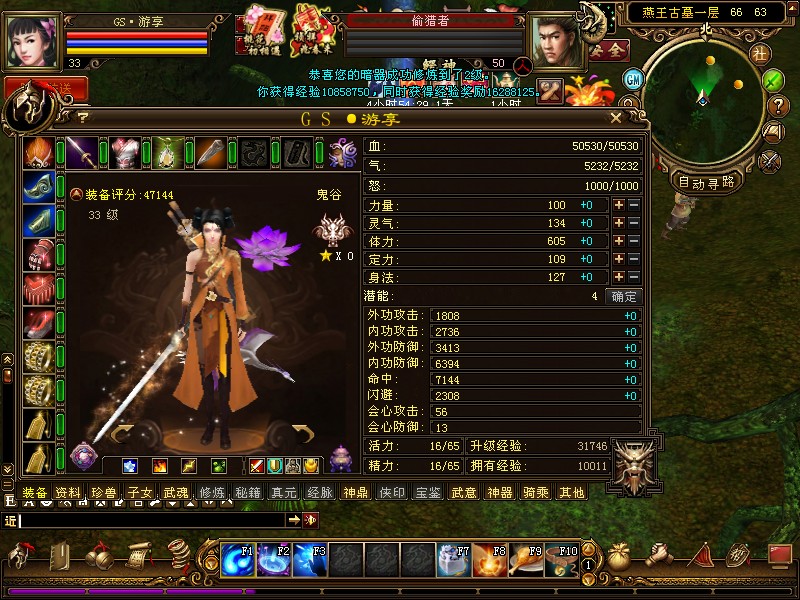 GS·游享
33
偷猎者
50
燕王古墓一层 66 63
北
社
GM
自动寻路
恭喜您的暗器成功修炼到了2级。
你获得经验10858750，同时获得经验奖励16288125。
GS 游享
装备评分:47144
33 级
鬼谷
X 0
血: 50530/50530
气: 5232/5232
怒: 1000/1000
力量: 100 +0
灵气: 134 +0
体力: 605 +0
定力: 109 +0
身法: 127 +0
潜能: 4 确定
外功攻击: 1808 +0
内功攻击: 2736 +0
外功防御: 3413 +0
内功防御: 6394 +0
命中: 7144 +0
闪避: 2308 +0
会心攻击: 56
会心防御: 13
活力: 16/65 升级经验: 31746
精力: 16/65 拥有经验: 10011
装备 资料 珍兽 子女 武魂 修炼 秘籍 真元 经脉 神鼎 侠印 宝鉴 武意 神器 骑乘 其他
近
F1 F2 F3 F7 F8 F9 F10 1